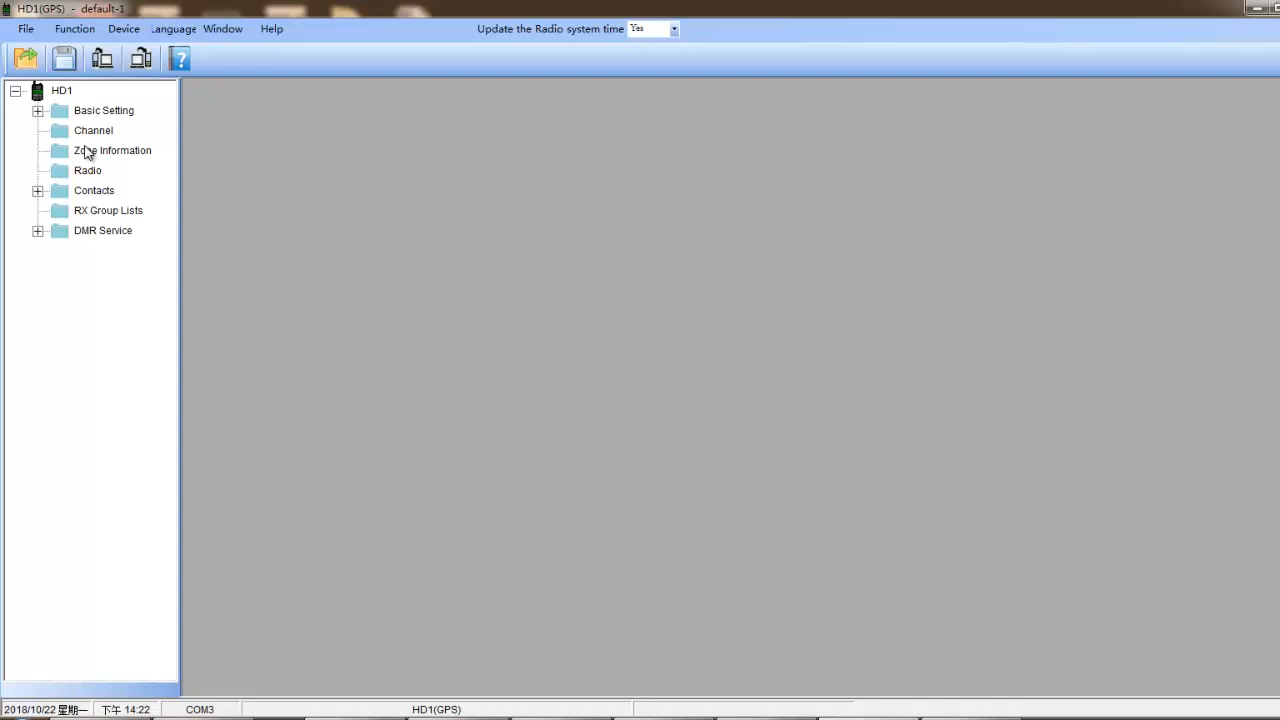 HD1(GPS) - default-1
File Function Device Language Window Help Update the Radio system time Yes
?
HD1
Basic Setting
Channel
Zone Information
Radio
Contacts
RX Group Lists
DMR Service
2018/10/22 星期一 下午 14:22 COM3 HD1(GPS)